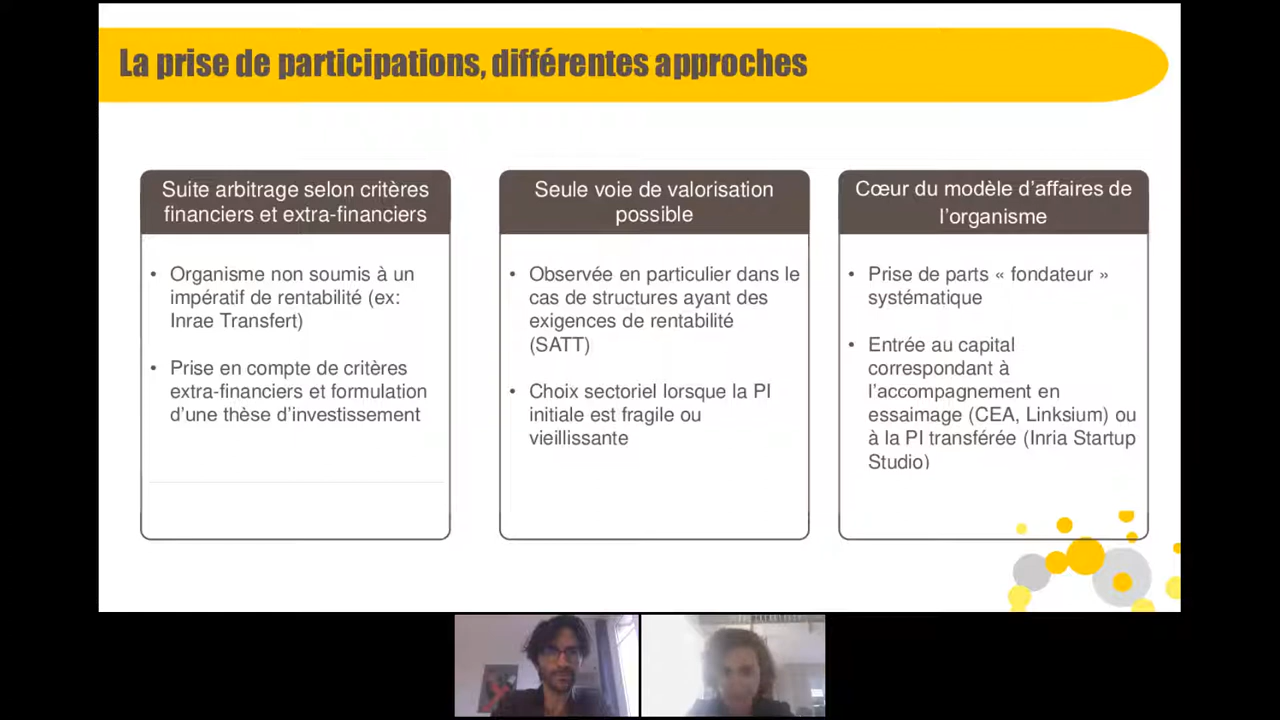 La prise de participations, différentes approches
Suite arbitrage selon critères
financiers et extra-financiers
• Organisme non soumis à un
impératif de rentabilité (ex:
Inrae Transfert)
• Prise en compte de critères
extra-financiers et formulation
d’une thèse d’investissement
Seule voie de valorisation
possible
• Observée en particulier dans le
cas de structures ayant des
exigences de rentabilité
(SATT)
• Choix sectoriel lorsque la PI
initiale est fragile ou
vieillissante
Cœur du modèle d’affaires de
l’organisme
• Prise de parts « fondateur »
systématique
• Entrée au capital
correspondant à
l’accompagnement en
essaimage (CEA, Linksium) ou
à la PI transférée (Inria Startup
Studio)